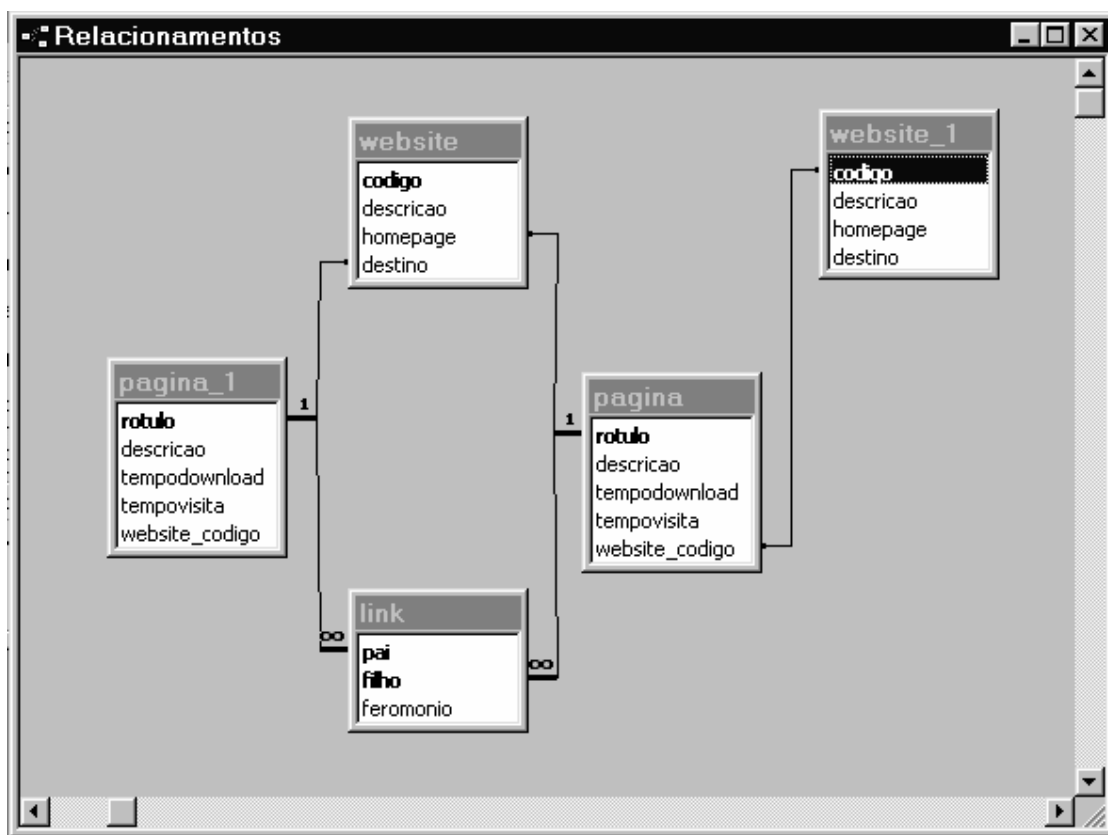 Relacionamentos
website
codigo
descricao
homepage
destino
website_1
codigo
descricao
homepage
destino
pagina_1
rotulo
descricao
tempodownload
tempovisita
website_codigo
1
∞
pagina
rotulo
descricao
tempodownload
tempovisita
website_codigo
1
∞
link
pai
filho
feromonio